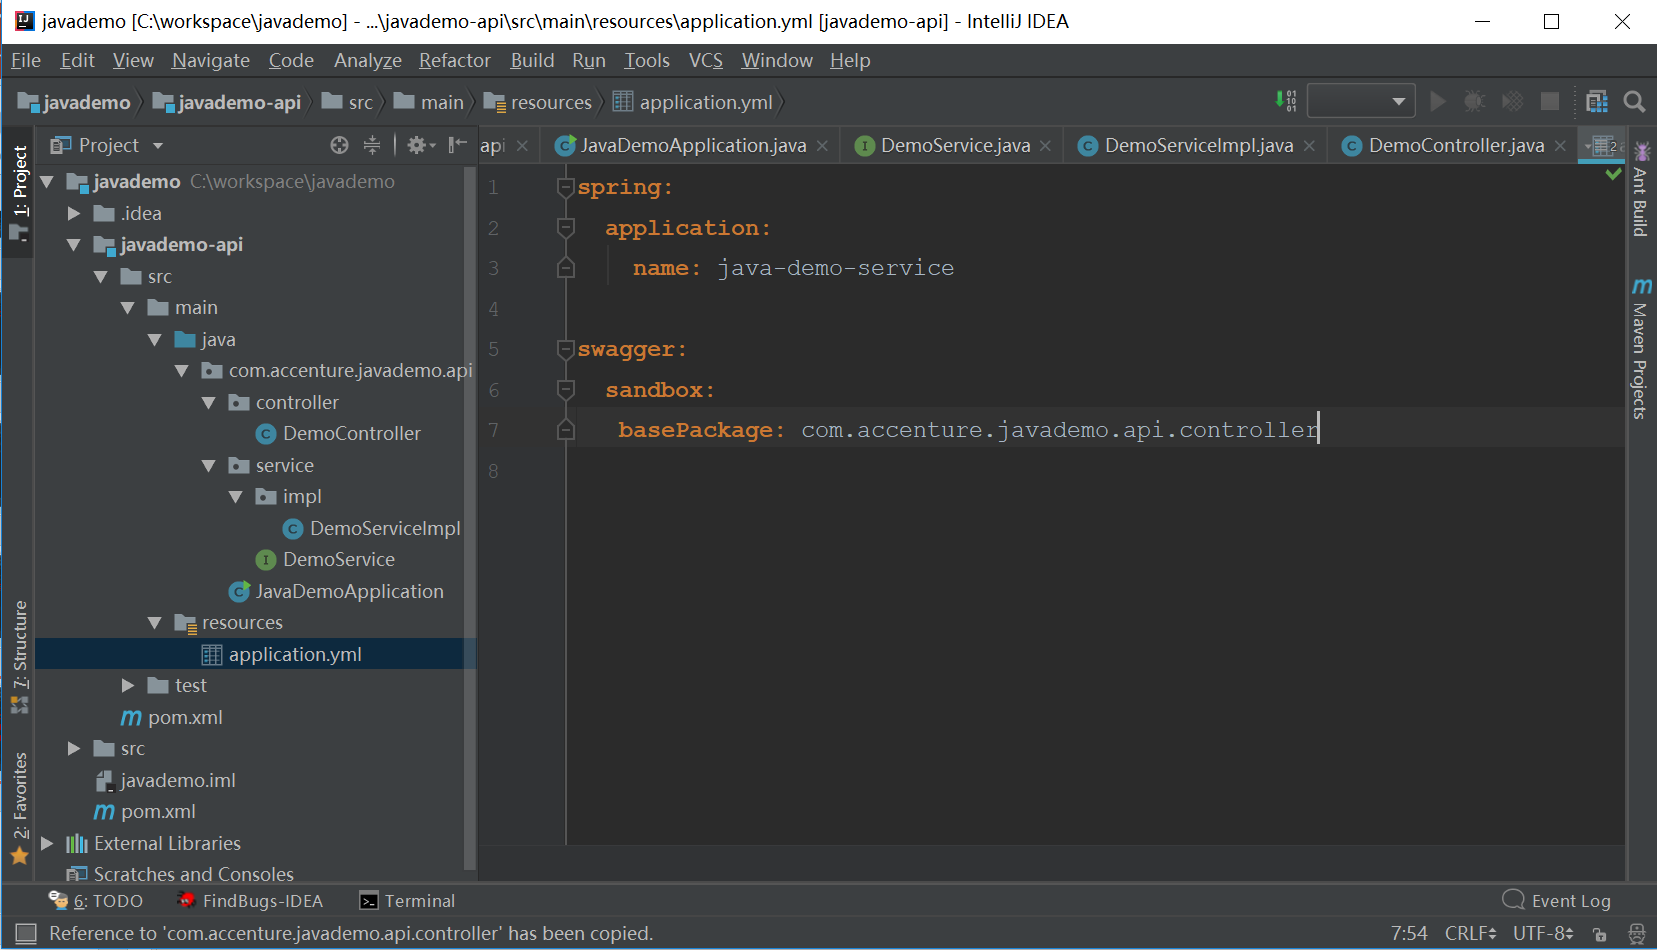 javademo [C:\workspace\javademo] - ...\javademo-api\src\main\resources\application.yml [javademo-api] - IntelliJ IDEA
File Edit View Navigate Code Analyze Refactor Build Run Tools VCS Window Help
javademo javademo-api src main resources application.yml
Project
api JavaDemoApplication.java DemoService.java DemoServiceImpl.java DemoController.java 2
1: Project
7: Structure
2: Favorites
javademo C:\workspace\javademo
.idea
javademo-api
src
main
java
com.accenture.javademo.api
controller
DemoController
service
impl
DemoServiceImpl
DemoService
JavaDemoApplication
resources
application.yml
test
pom.xml
src
javademo.iml
pom.xml
External Libraries
Scratches and Consoles
1 spring:
2 application:
3 name: java-demo-service
4
5 swagger:
6 sandbox:
7 basePackage: com.accenture.javademo.api.controller
8
Ant Build
Maven Projects
6: TODO FindBugs-IDEA Terminal Event Log
Reference to 'com.accenture.javademo.api.controller' has been copied. 7:54 CRLF UTF-8